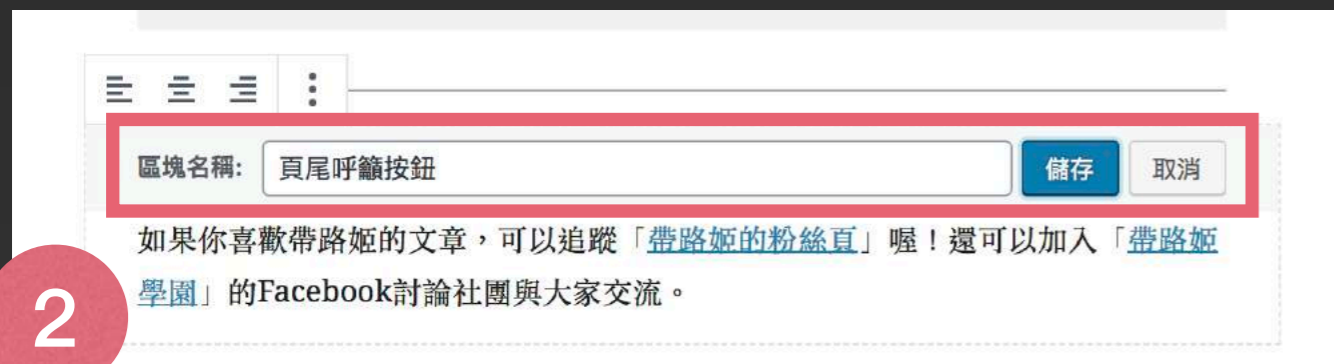 區塊名稱: 頁尾呼籲按鈕 儲存 取消
如果你喜歡帶路姬的文章，可以追蹤「帶路姬的粉絲頁」喔！還可以加入「帶路姬
學園」的Facebook討論社團與大家交流。
2